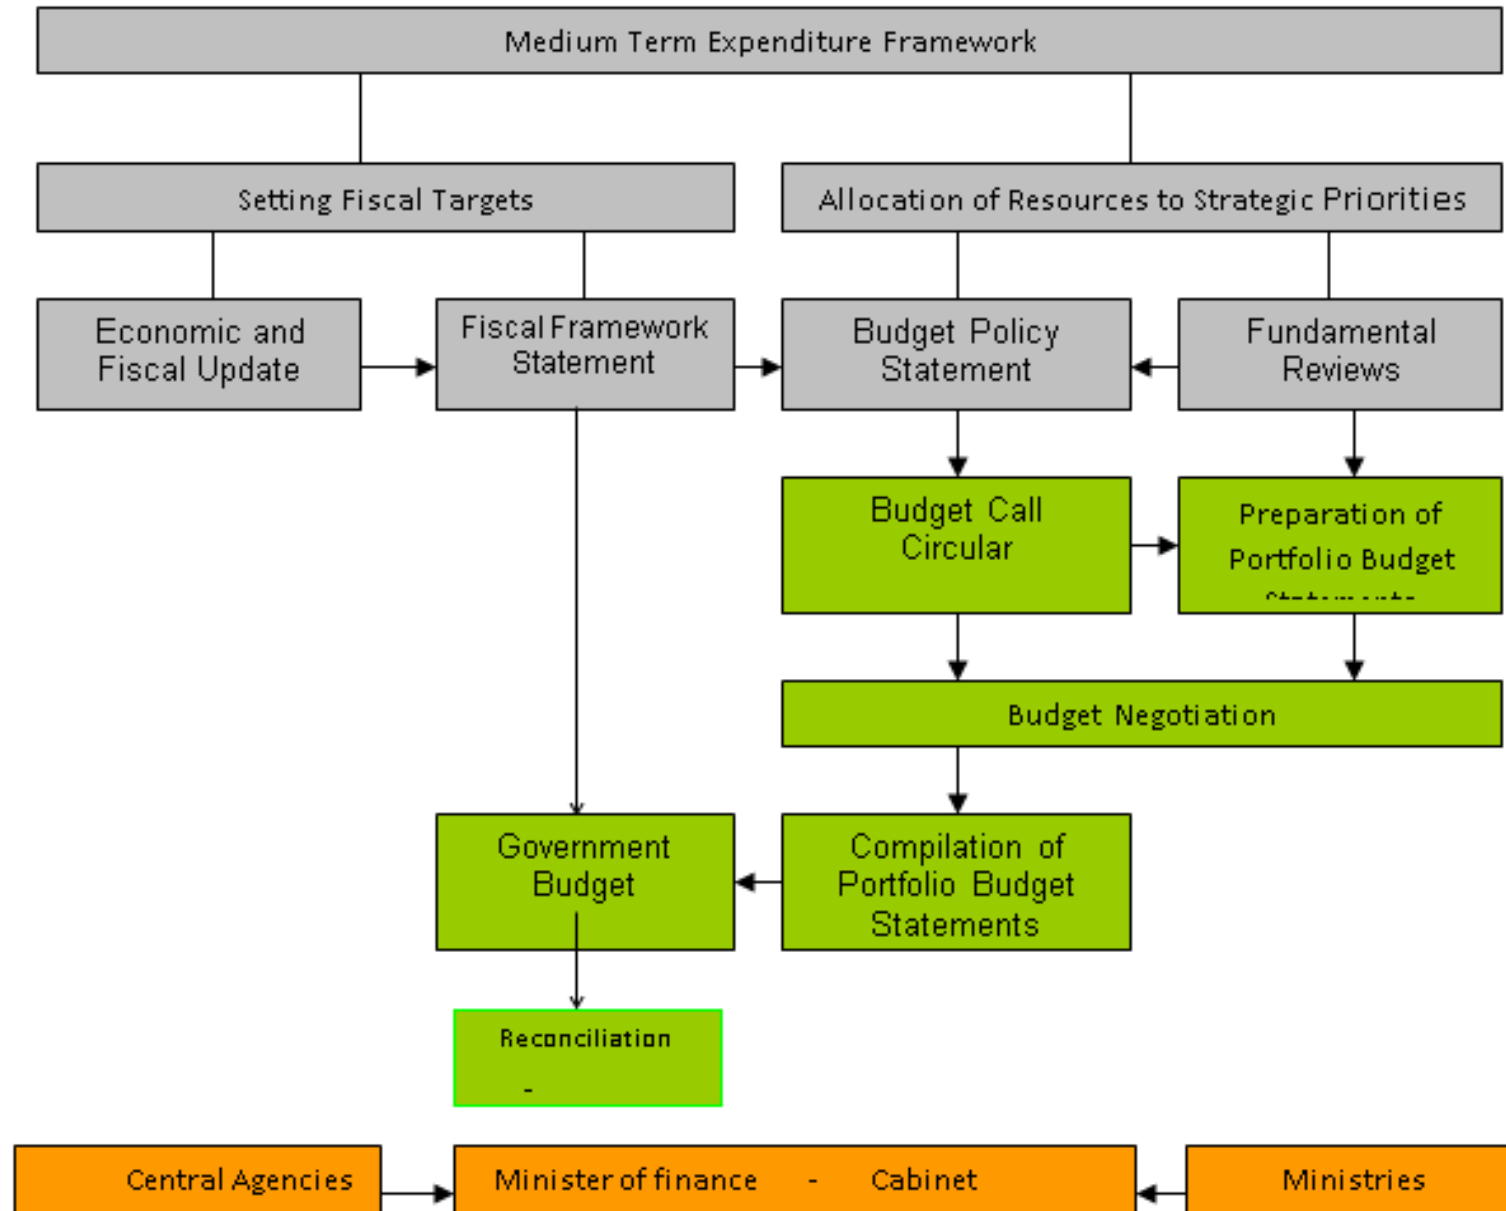 Medium Term Expenditure Framework
Setting Fiscal Targets
Allocation of Resources to Strategic Priorities
Economic and
Fiscal Update
Fiscal Framework
Statement
Budget Policy
Statement
Fundamental
Reviews
Budget Call
Circular
Preparation of
Portfolio Budget
Statements
Budget Negotiation
Government
Budget
Compilation of
Portfolio Budget
Statements
Reconciliation
-
Central Agencies
Minister of finance - Cabinet
Ministries